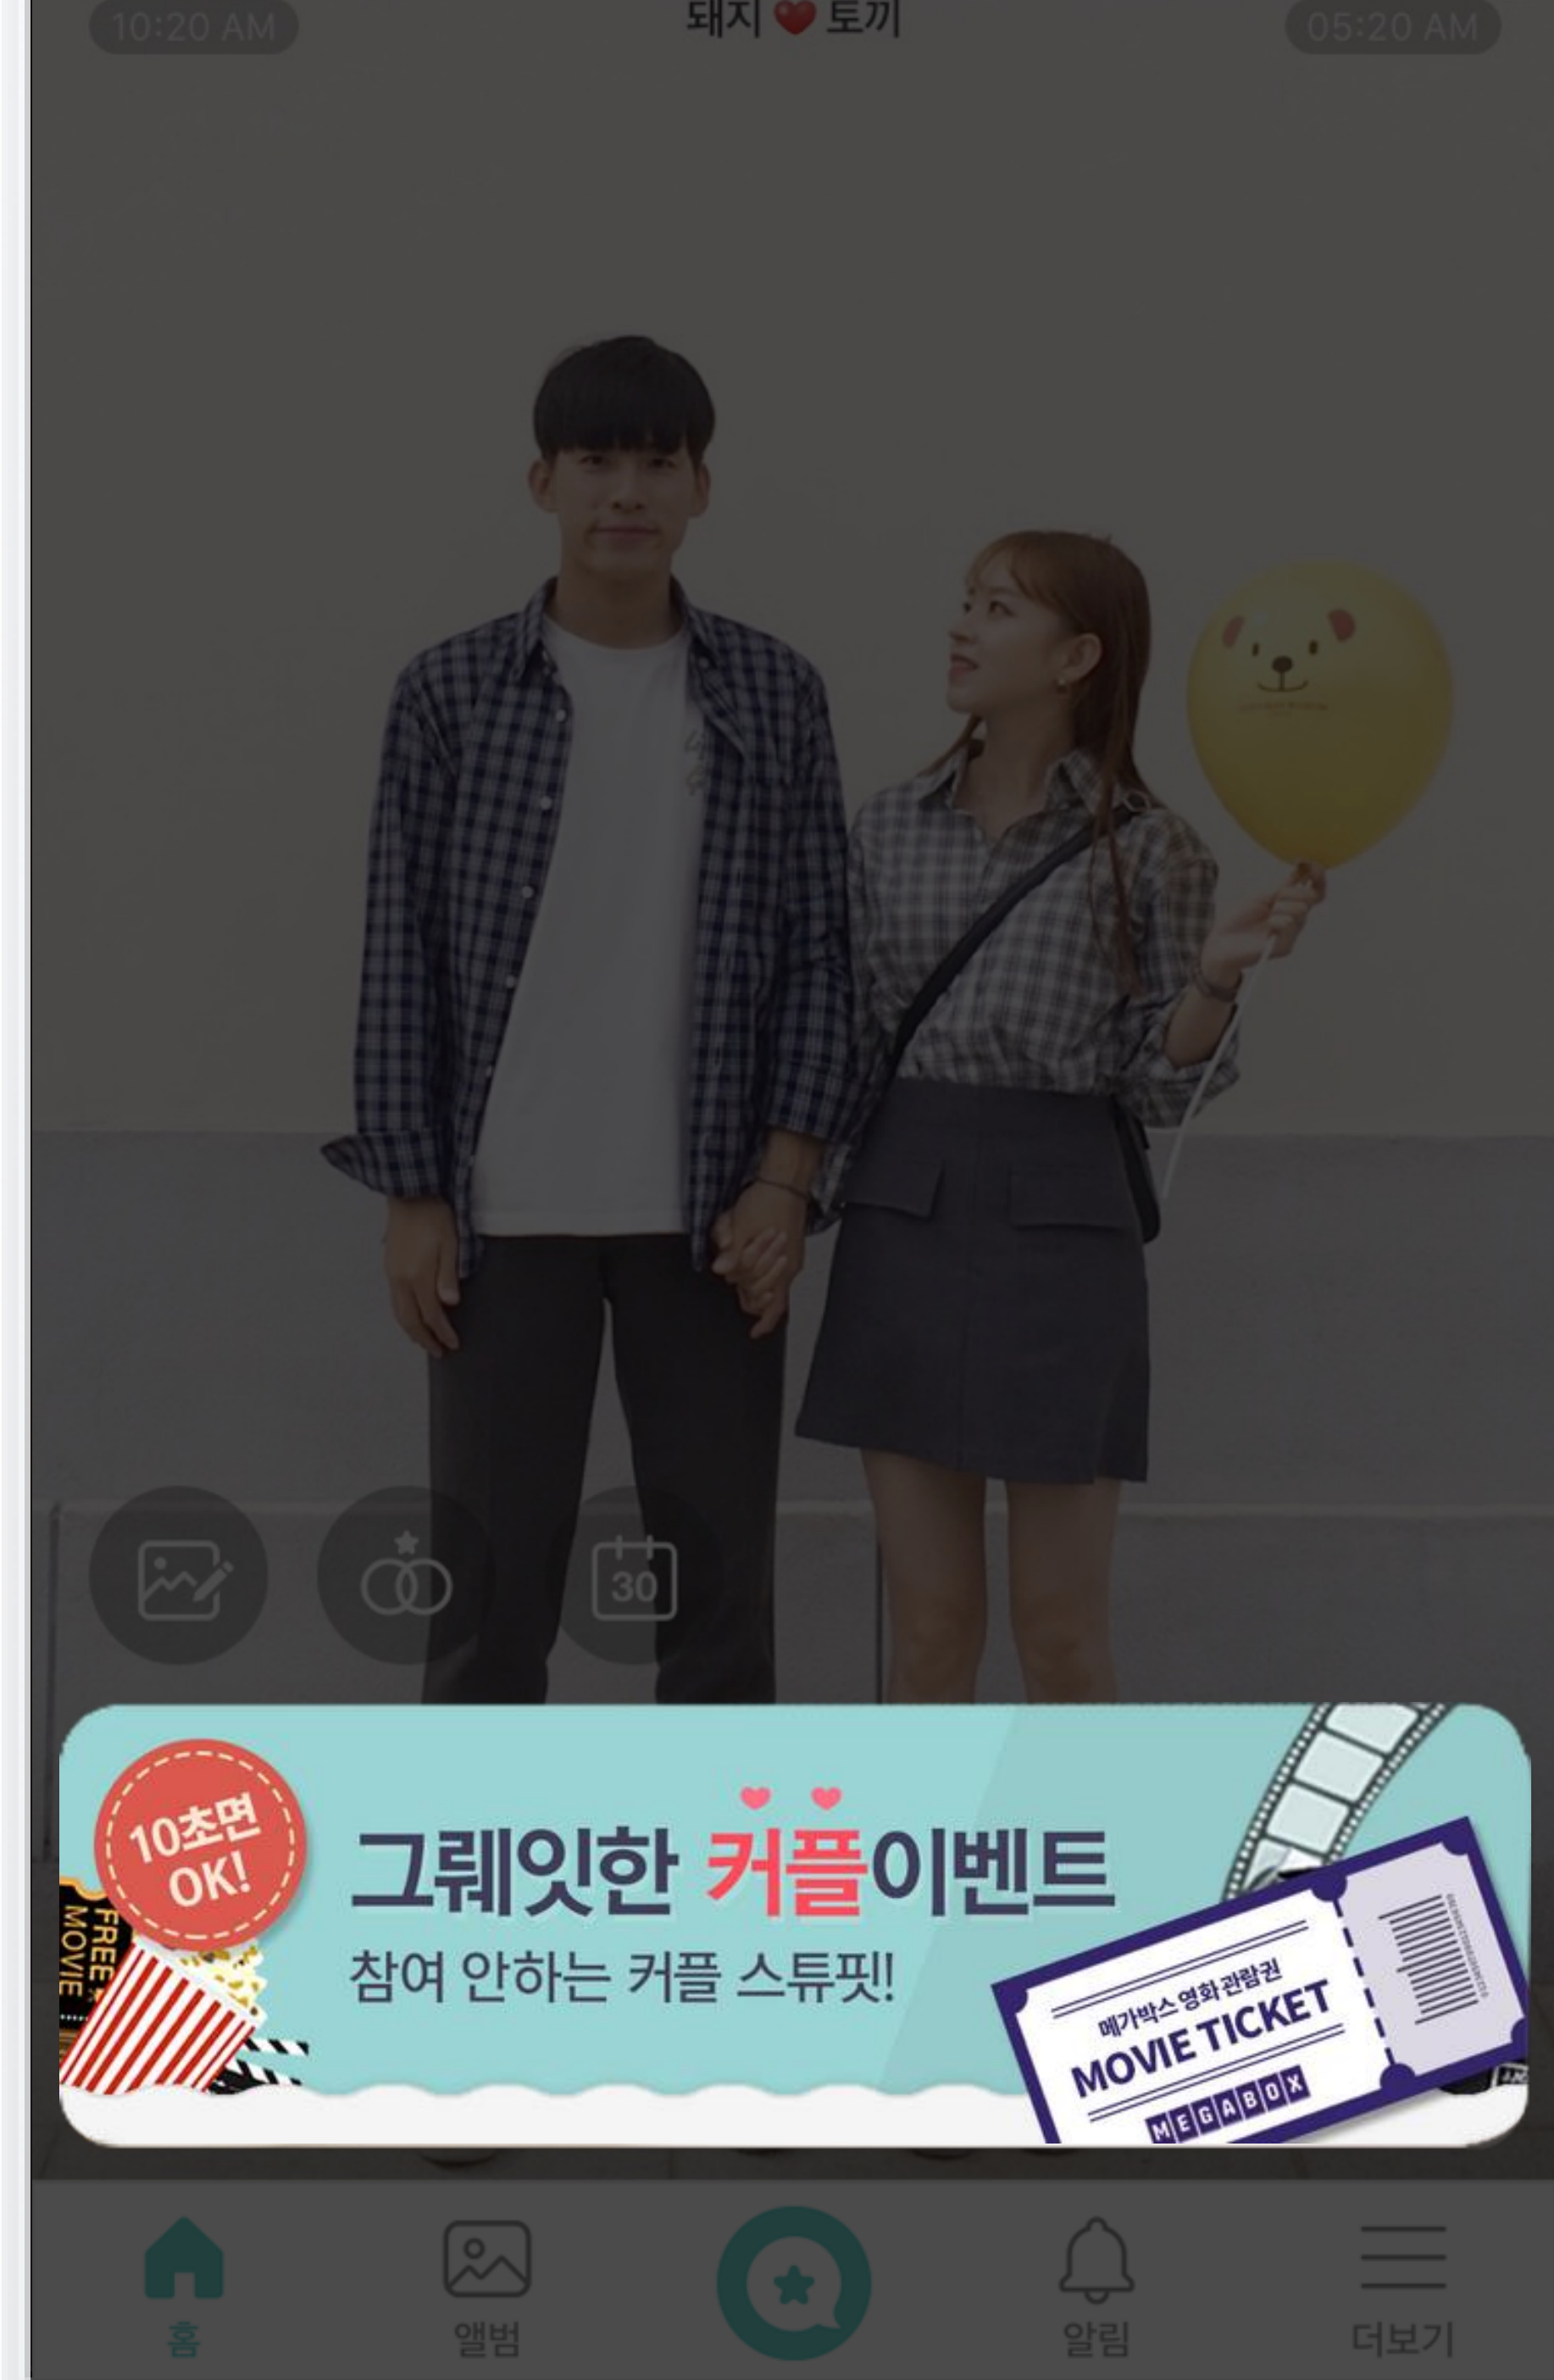 10:20 AM
돼지 ❤️ 토끼
05:20 AM
30
10초면
OK!
그뤠잇한 커플이벤트
참여 안하는 커플 스튜핏!
FREE
MOVIE
메가박스 영화 관람권
MOVIE TICKET
MEGABOX
홈
앨범
알림
더보기